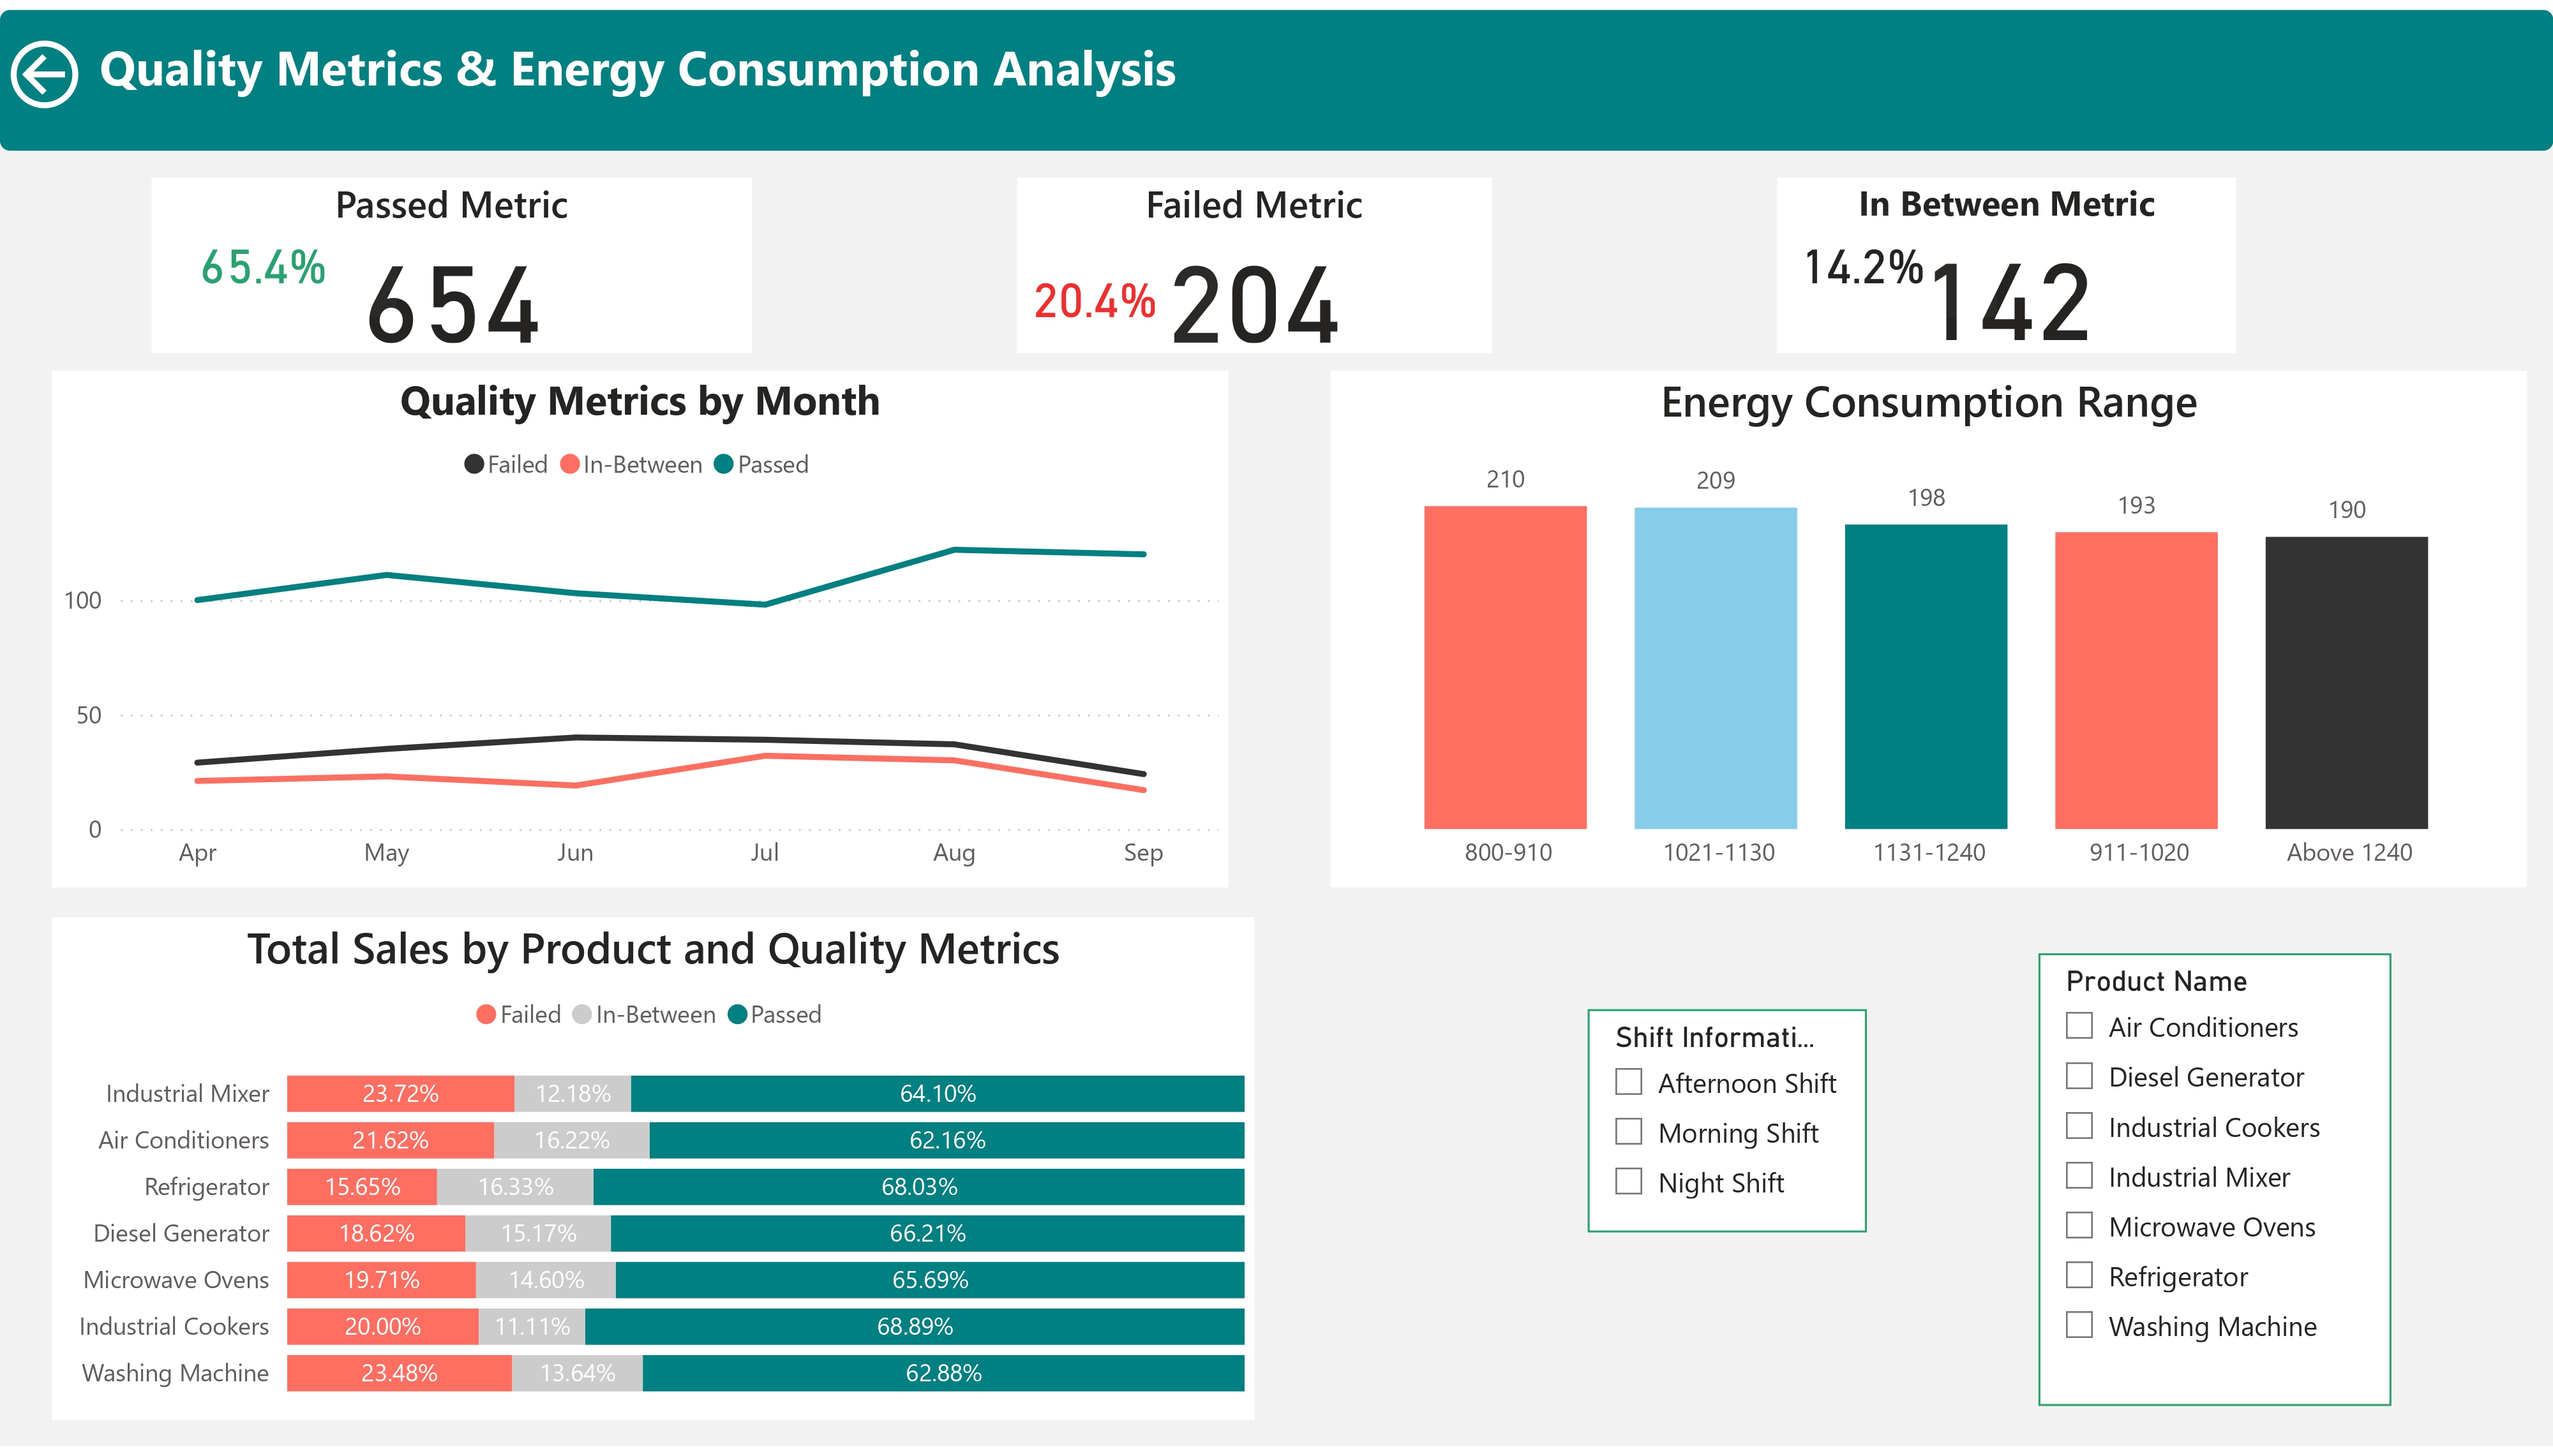 Quality Metrics & Energy Consumption Analysis
Passed Metric
65.4%
654
Failed Metric
20.4%
204
In Between Metric
14.2%
142
Quality Metrics by Month
Failed In-Between Passed
100
50
0
Apr May Jun Jul Aug Sep
Energy Consumption Range
210 209 198 193 190
800-910 1021-1130 1131-1240 911-1020 Above 1240
Total Sales by Product and Quality Metrics
Failed In-Between Passed
Industrial Mixer 23.72% 12.18% 64.10%
Air Conditioners 21.62% 16.22% 62.16%
Refrigerator 15.65% 16.33% 68.03%
Diesel Generator 18.62% 15.17% 66.21%
Microwave Ovens 19.71% 14.60% 65.69%
Industrial Cookers 20.00% 11.11% 68.89%
Washing Machine 23.48% 13.64% 62.88%
Shift Informati...
Afternoon Shift
Morning Shift
Night Shift
Product Name
Air Conditioners
Diesel Generator
Industrial Cookers
Industrial Mixer
Microwave Ovens
Refrigerator
Washing Machine